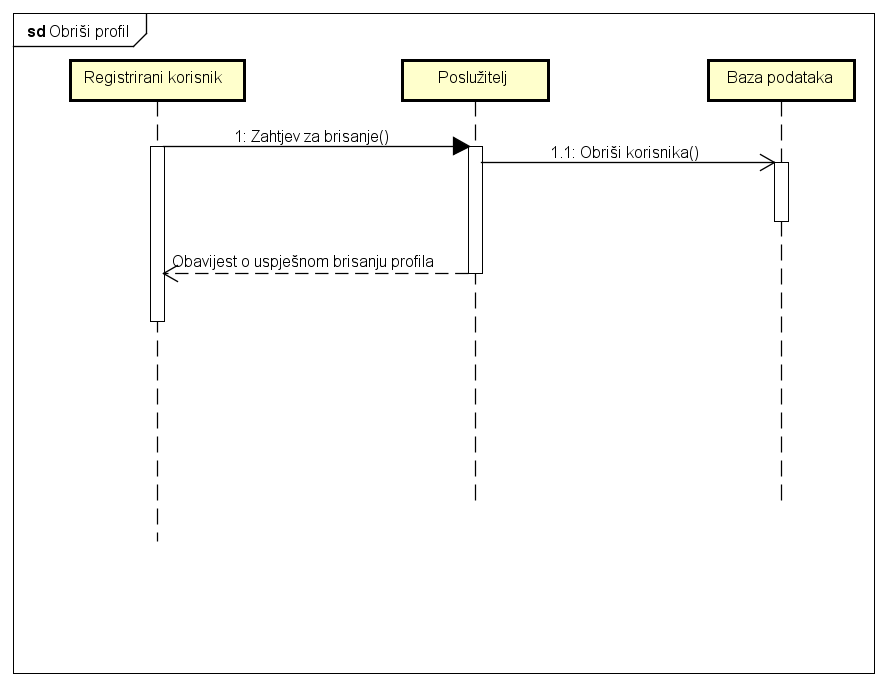 sd Obriši profil
Registrirani korisnik
Poslužitelj
Baza podataka
1: Zahtjev za brisanje()
1.1: Obriši korisnika()
Obavijest o uspješnom brisanju profila